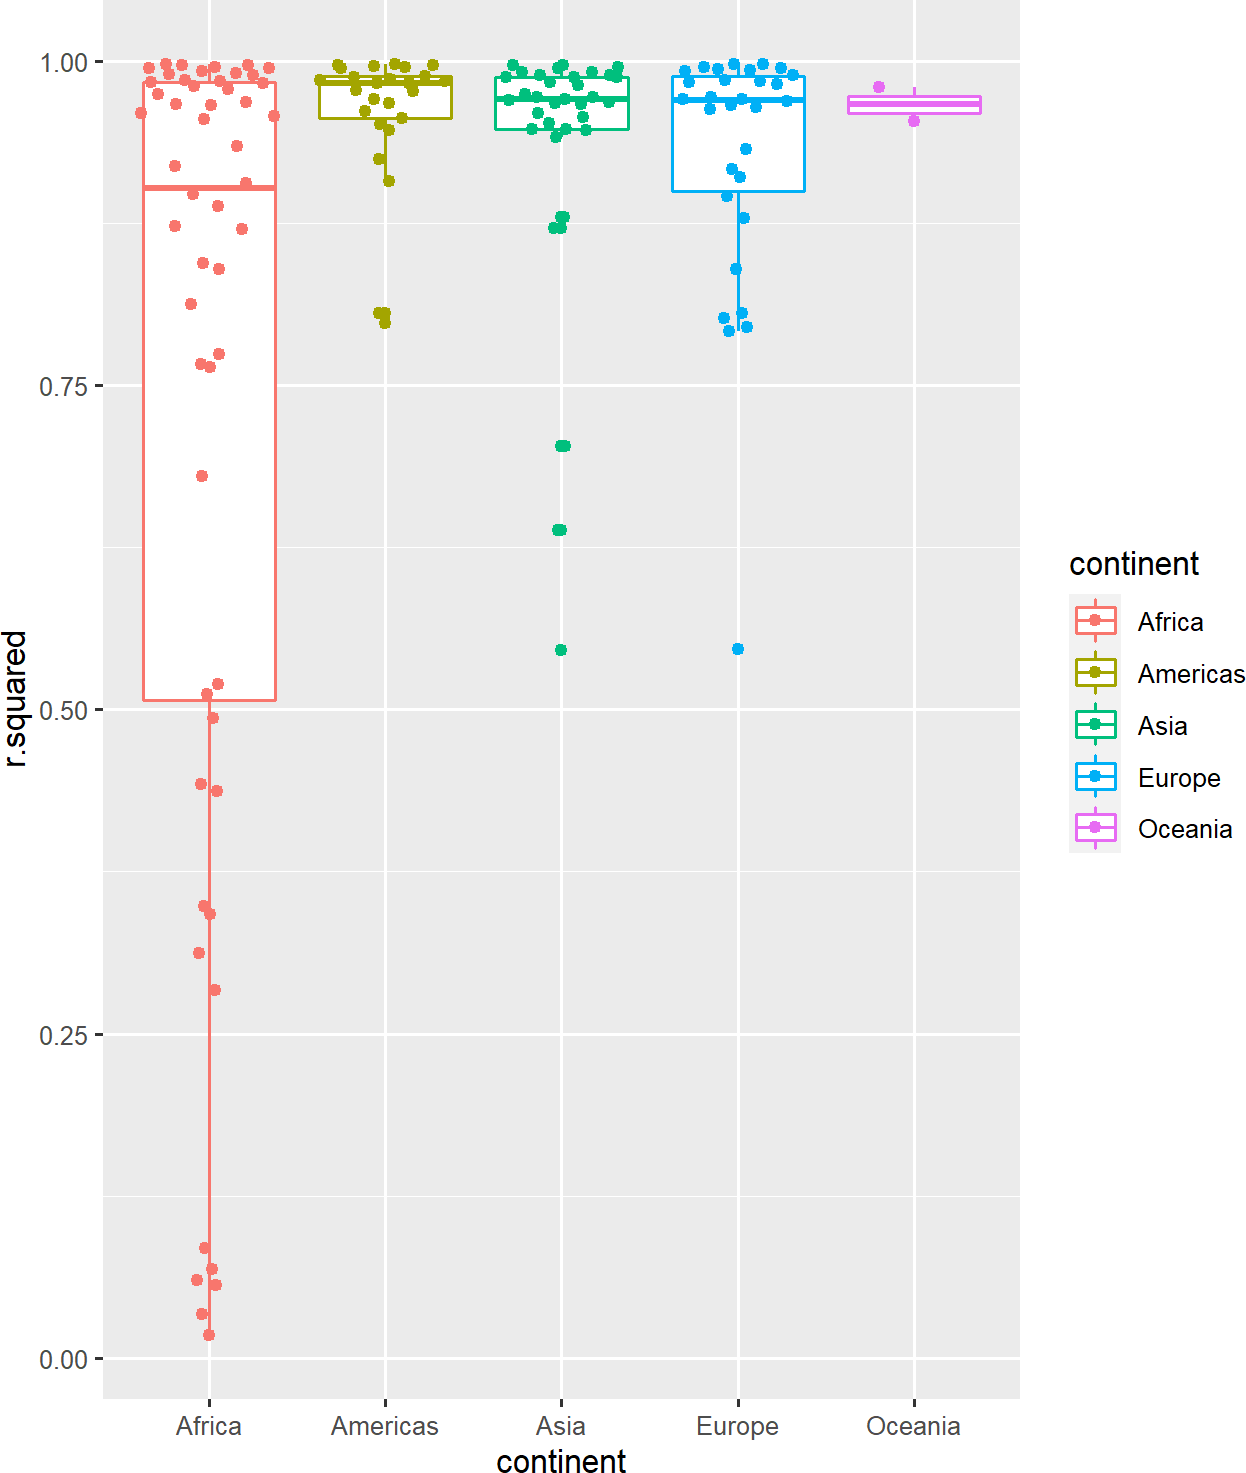 r.squared
1.00
0.75
0.50
0.25
0.00
Africa
Americas
Asia
Europe
Oceania
continent
continent
Africa
Americas
Asia
Europe
Oceania